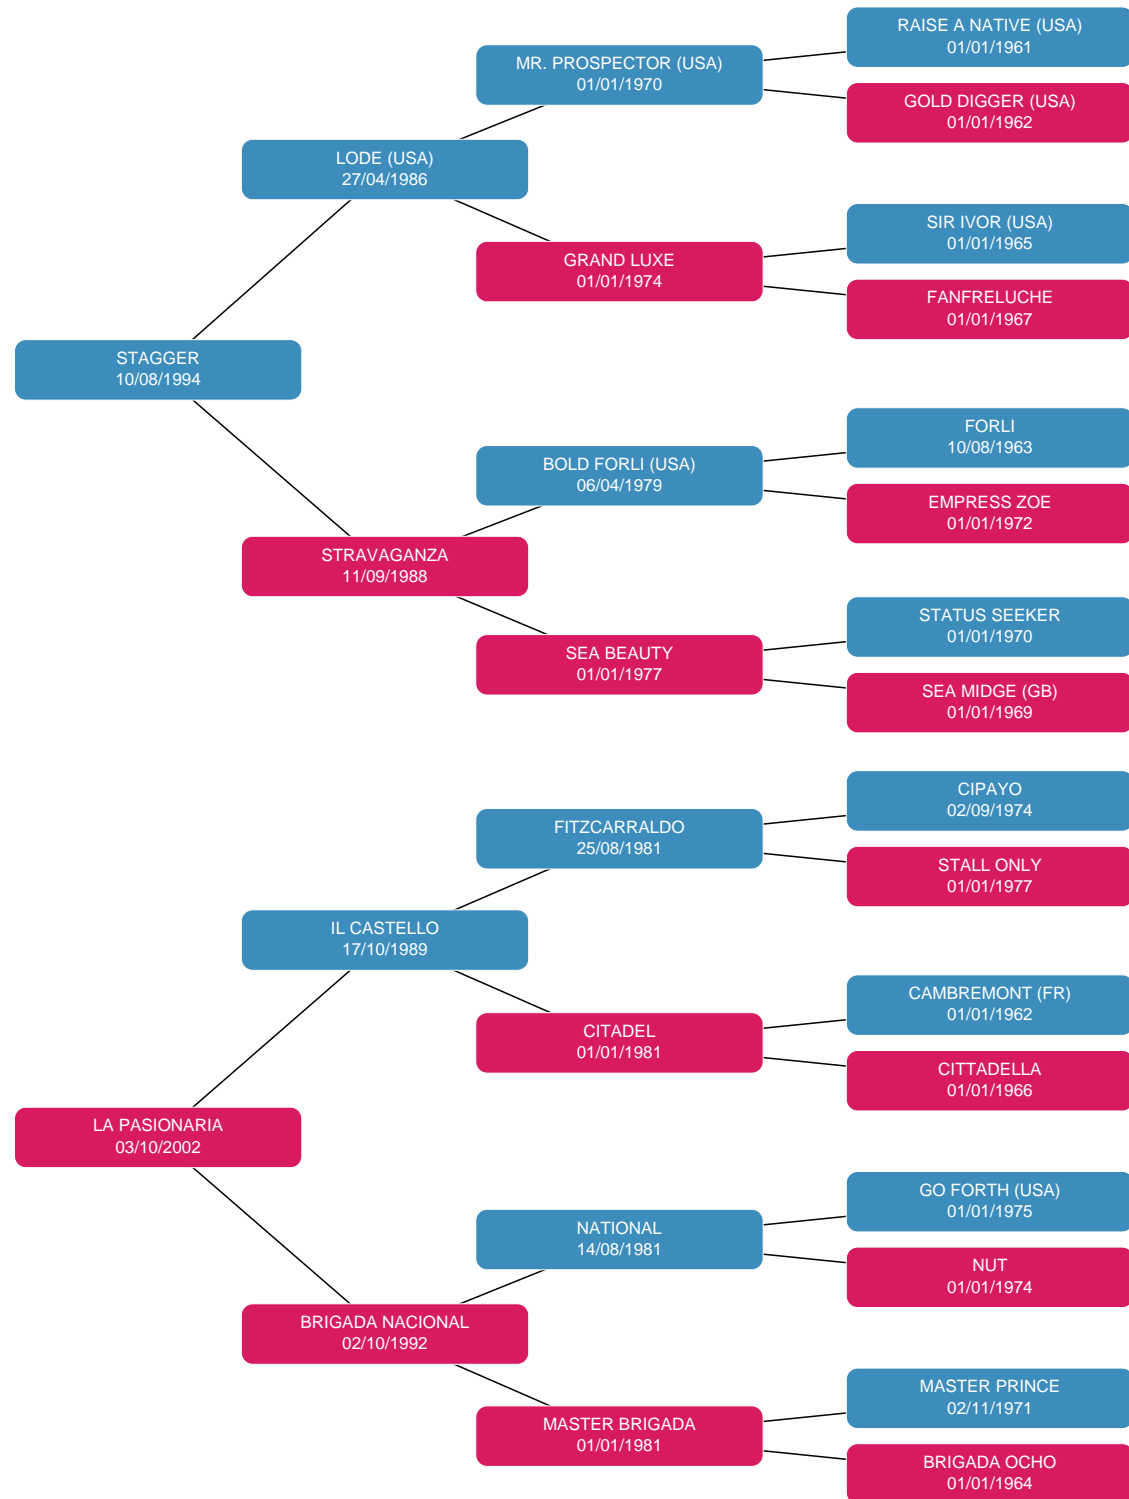 RAISE A NATIVE (USA)
01/01/1961
MR. PROSPECTOR (USA)
01/01/1970
GOLD DIGGER (USA)
01/01/1962
LODE (USA)
27/04/1986
SIR IVOR (USA)
01/01/1965
GRAND LUXE
01/01/1974
FANFRELUCHE
01/01/1967
STAGGER
10/08/1994
FORLI
10/08/1963
BOLD FORLI (USA)
06/04/1979
EMPRESS ZOE
01/01/1972
STRAVAGANZA
11/09/1988
STATUS SEEKER
01/01/1970
SEA BEAUTY
01/01/1977
SEA MIDGE (GB)
01/01/1969
CIPAYO
02/09/1974
FITZCARRALDO
25/08/1981
STALL ONLY
01/01/1977
IL CASTELLO
17/10/1989
CAMBREMONT (FR)
01/01/1962
CITADEL
01/01/1981
CITTADELLA
01/01/1966
LA PASIONARIA
03/10/2002
GO FORTH (USA)
01/01/1975
NATIONAL
14/08/1981
NUT
01/01/1974
BRIGADA NACIONAL
02/10/1992
MASTER PRINCE
02/11/1971
MASTER BRIGADA
01/01/1981
BRIGADA OCHO
01/01/1964